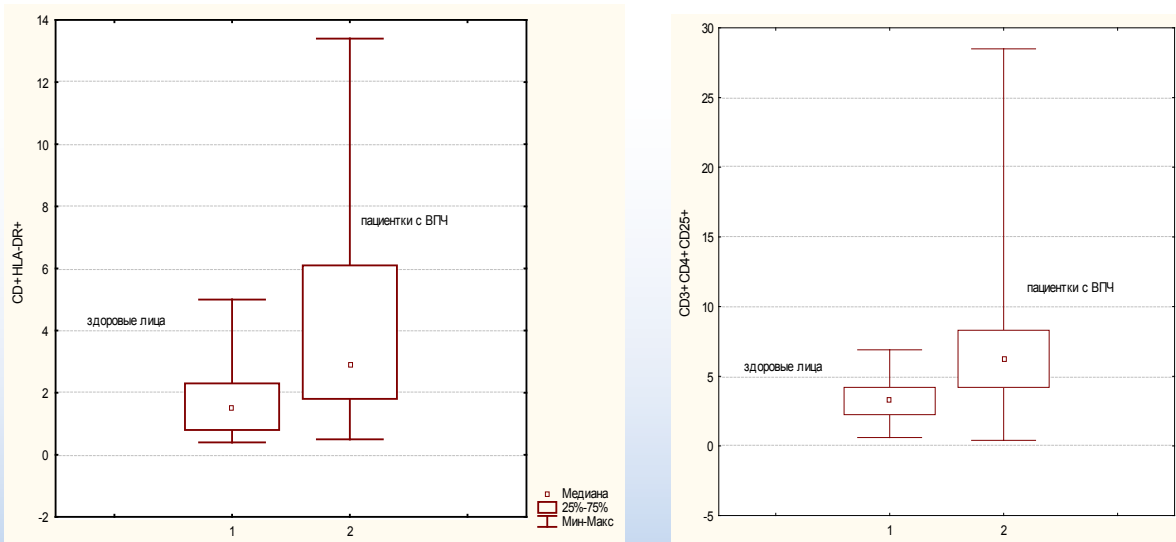 14
12
10
8
6
4
2
0
-2
CD+ HLA-DR+
здоровые лица
пациентки с ВПЧ
1
2
Медиана
25%-75%
Мин-Макс
30
25
20
15
10
5
0
-5
CD3+ CD4+ CD25+
здоровые лица
пациентки с ВПЧ
1
2